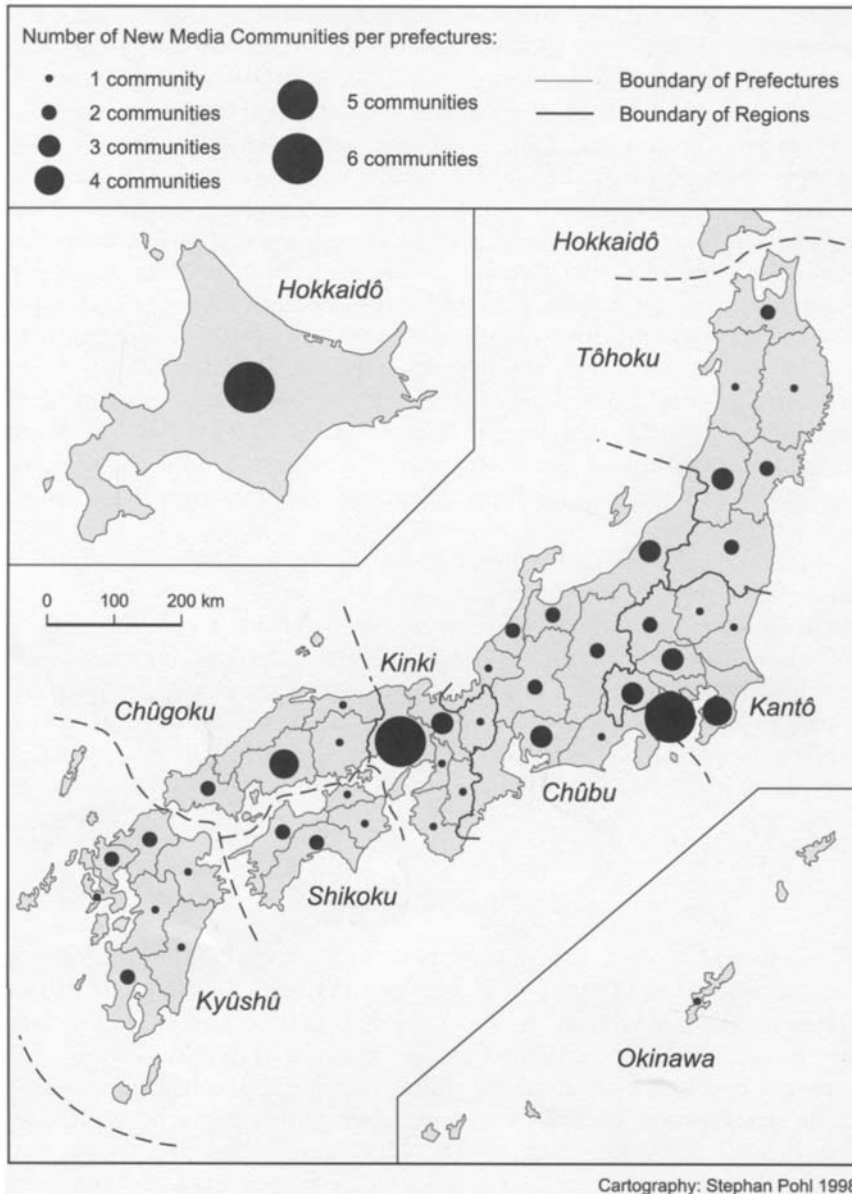 Number of New Media Communities per prefectures:
1 community
2 communities
3 communities
4 communities
5 communities
6 communities
Boundary of Prefectures
Boundary of Regions
Hokkaidô
Hokkaidô
Tôhoku
0 100 200 km
Kinki
Chûgoku
Kantô
Chûbu
Shikoku
Kyûshû
Okinawa
Cartography: Stephan Pohl 1998